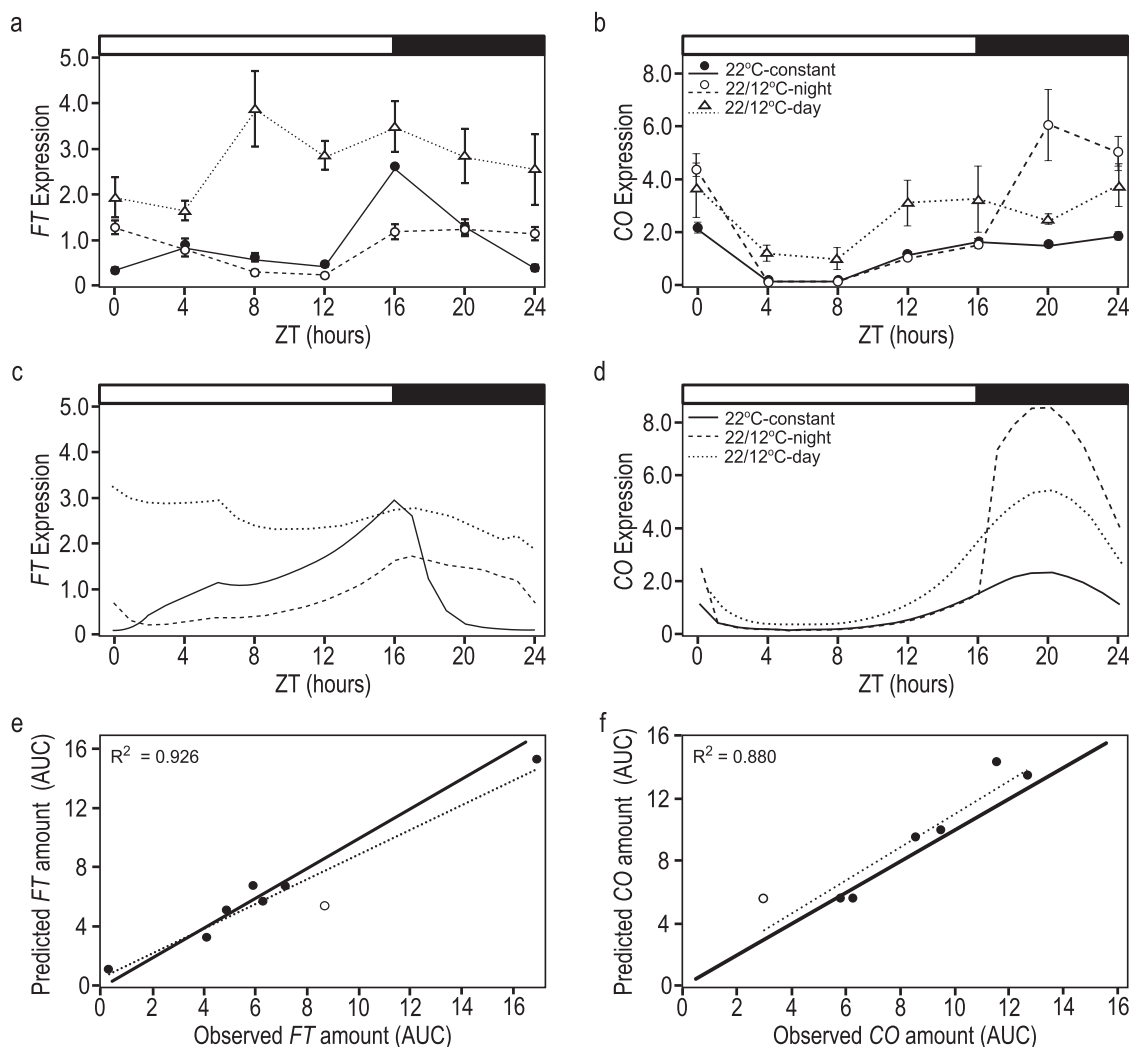 a
FT Expression
5.0
4.0
3.0
2.0
1.0
0
0 4 8 12 16 20 24
ZT (hours)
b
CO Expression
8.0
6.0
4.0
2.0
0
22°C-constant
22/12°C-night
22/12°C-day
0 4 8 12 16 20 24
ZT (hours)
c
FT Expression
5.0
4.0
3.0
2.0
1.0
0
0 4 8 12 16 20 24
ZT (hours)
d
CO Expression
8.0
6.0
4.0
2.0
0
22°C-constant
22/12°C-night
22/12°C-day
0 4 8 12 16 20 24
ZT (hours)
e
Predicted FT amount (AUC)
16
12
8
4
0
R² = 0.926
0 2 4 6 8 10 12 14 16
Observed FT amount (AUC)
f
Predicted CO amount (AUC)
16
12
8
4
0
R² = 0.880
0 2 4 6 8 10 12 14 16
Observed CO amount (AUC)